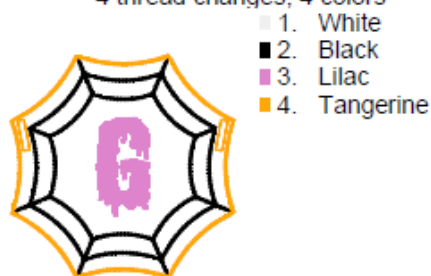 4 thread changes, 4 colors
1. White
2. Black
3. Lilac
4. Tangerine
G